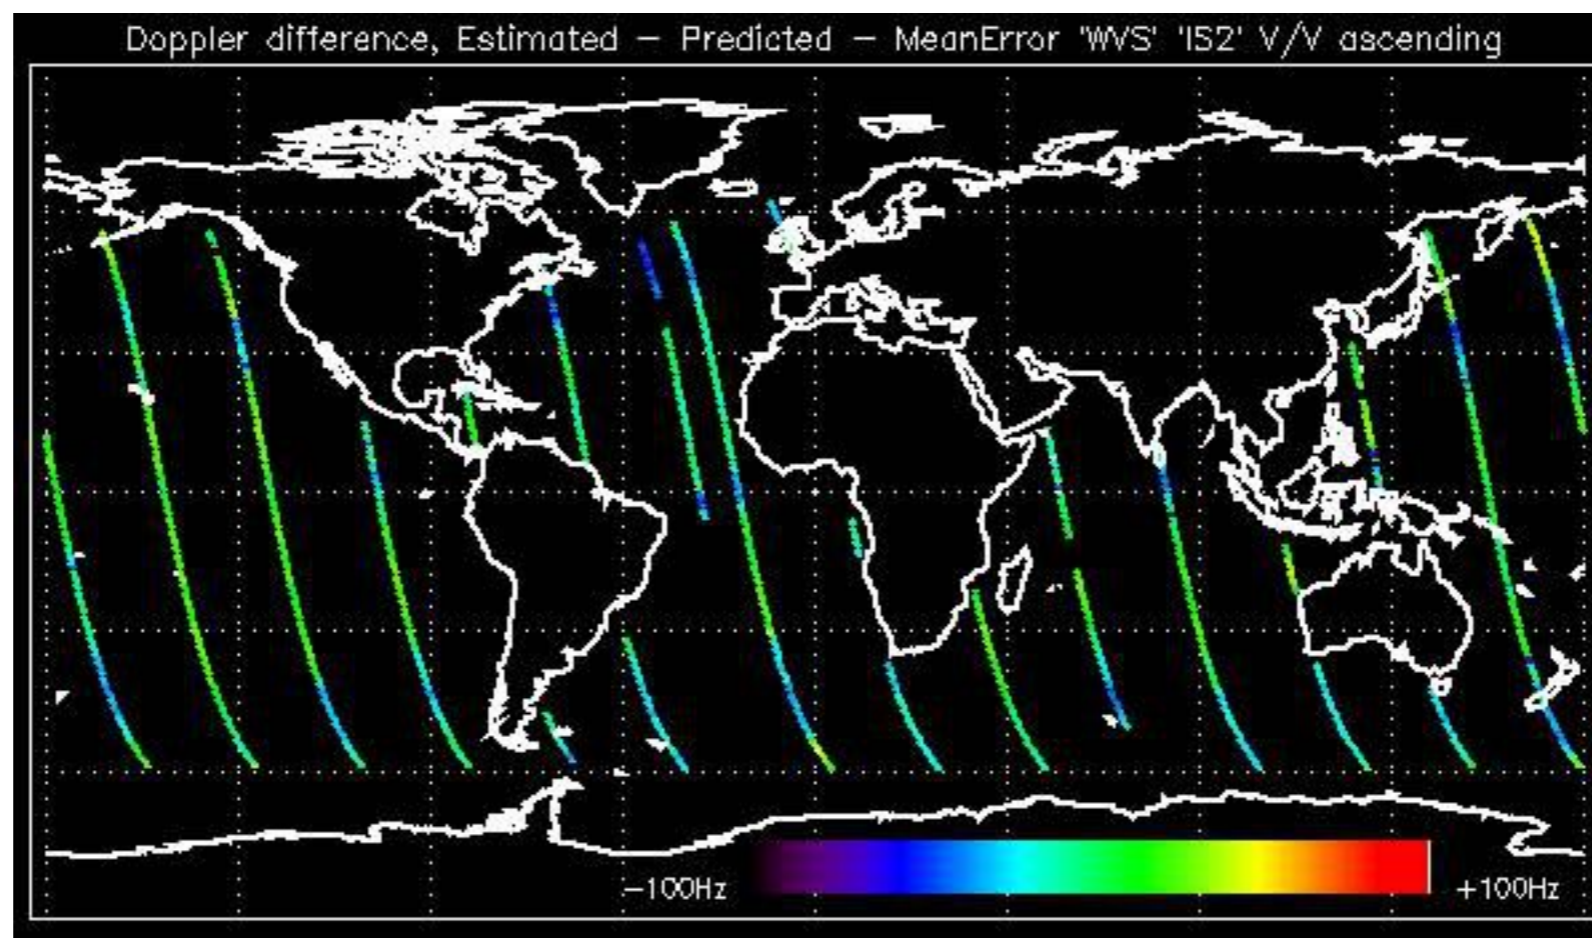 Doppler difference, Estimated – Predicted – MeanError 'WVS' 'IS2' V/V ascending
–100Hz
+100Hz